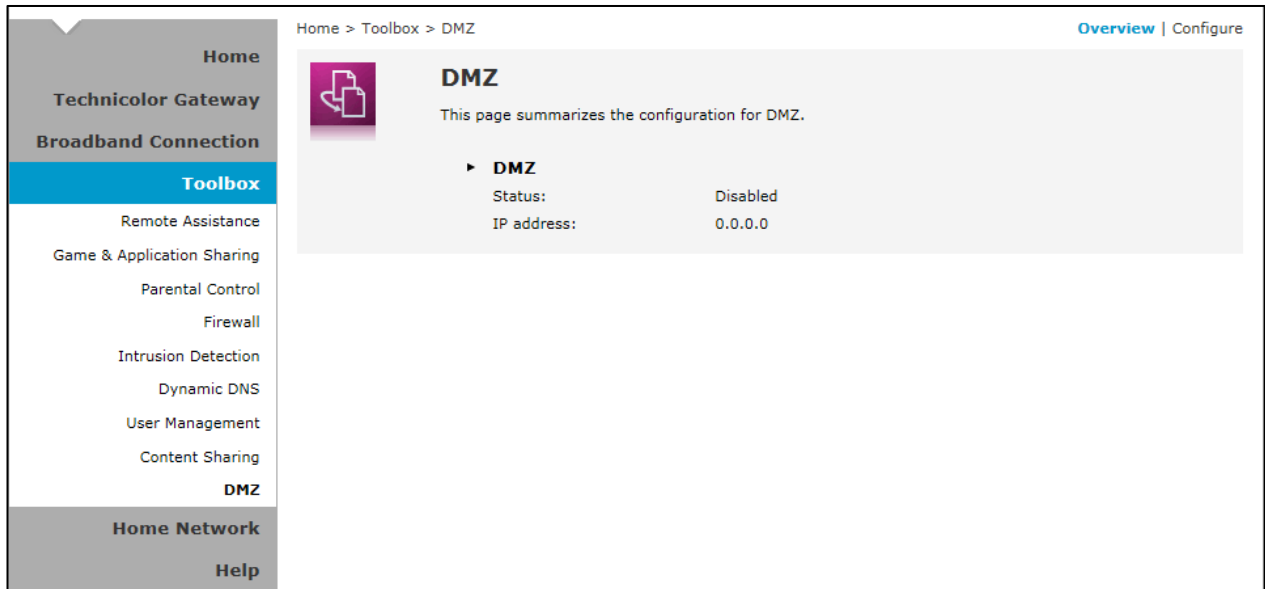 Home > Toolbox > DMZ
Overview | Configure
Home
Technicolor Gateway
Broadband Connection
Toolbox
Remote Assistance
Game & Application Sharing
Parental Control
Firewall
Intrusion Detection
Dynamic DNS
User Management
Content Sharing
DMZ
Home Network
Help
DMZ
This page summarizes the configuration for DMZ.
DMZ
Status: Disabled
IP address: 0.0.0.0